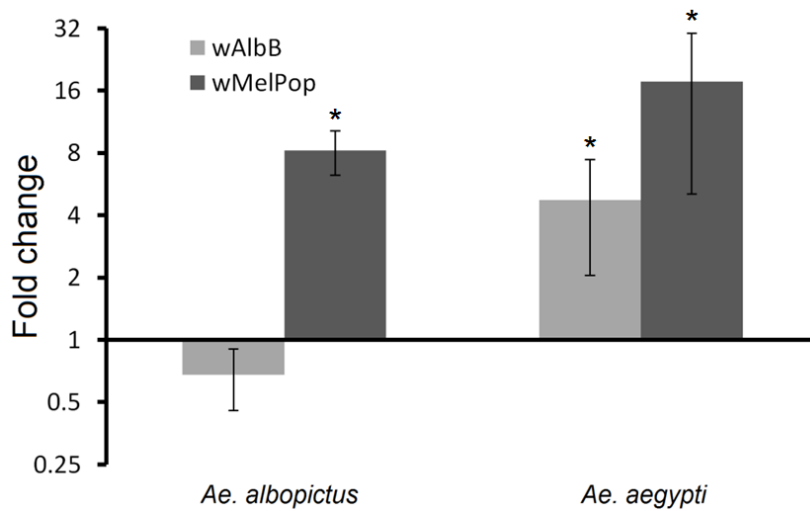 32
16
8
4
2
1
0.5
0.25
Fold change
wAlbB
wMelPop
*
*
*
Ae. albopictus
Ae. aegypti